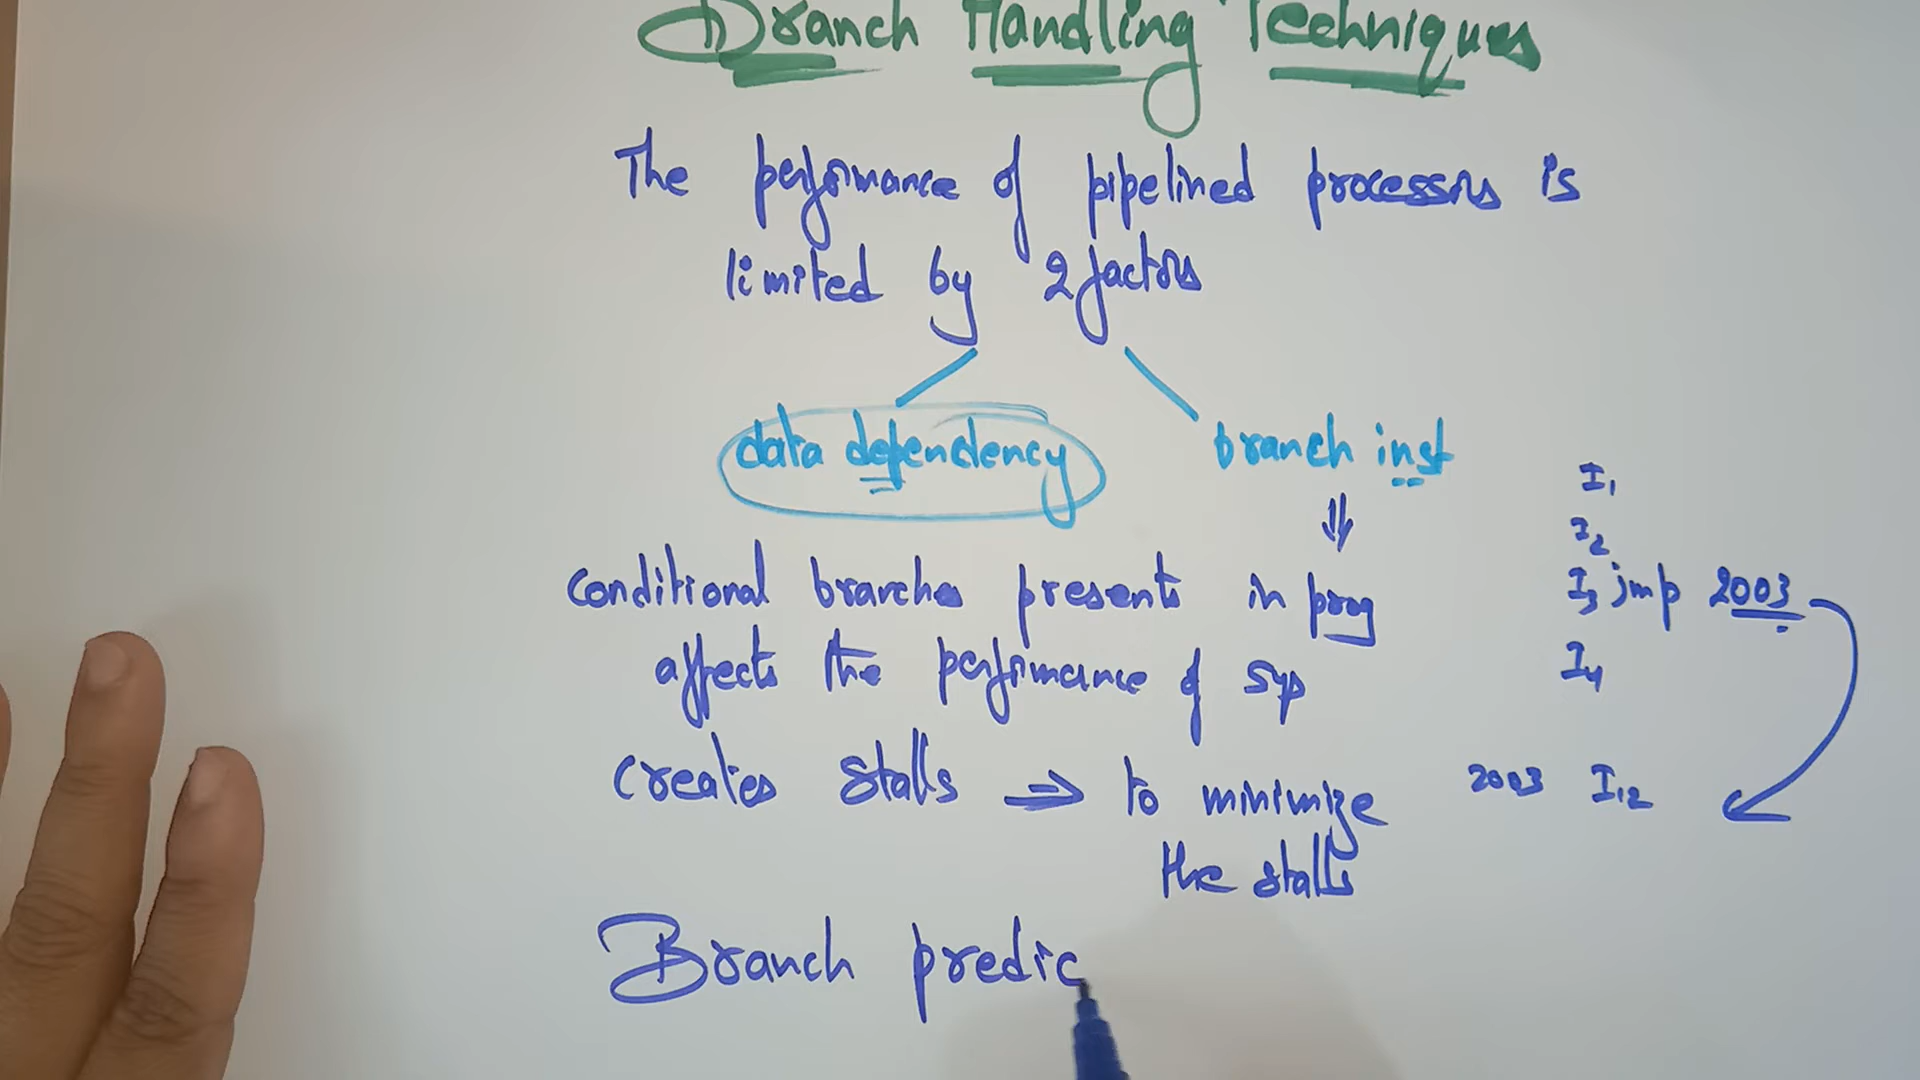 Branch Handling Techniques
The performance of pipelined processors is
limited by 2 factors
data dependency
branch inst
conditional branches presents in prog
affects the performance of sys
creates stalls ⇒ to minimize
the stalls
Branch predic
I1
I2
I3 jmp 2003
I4
2003 I12